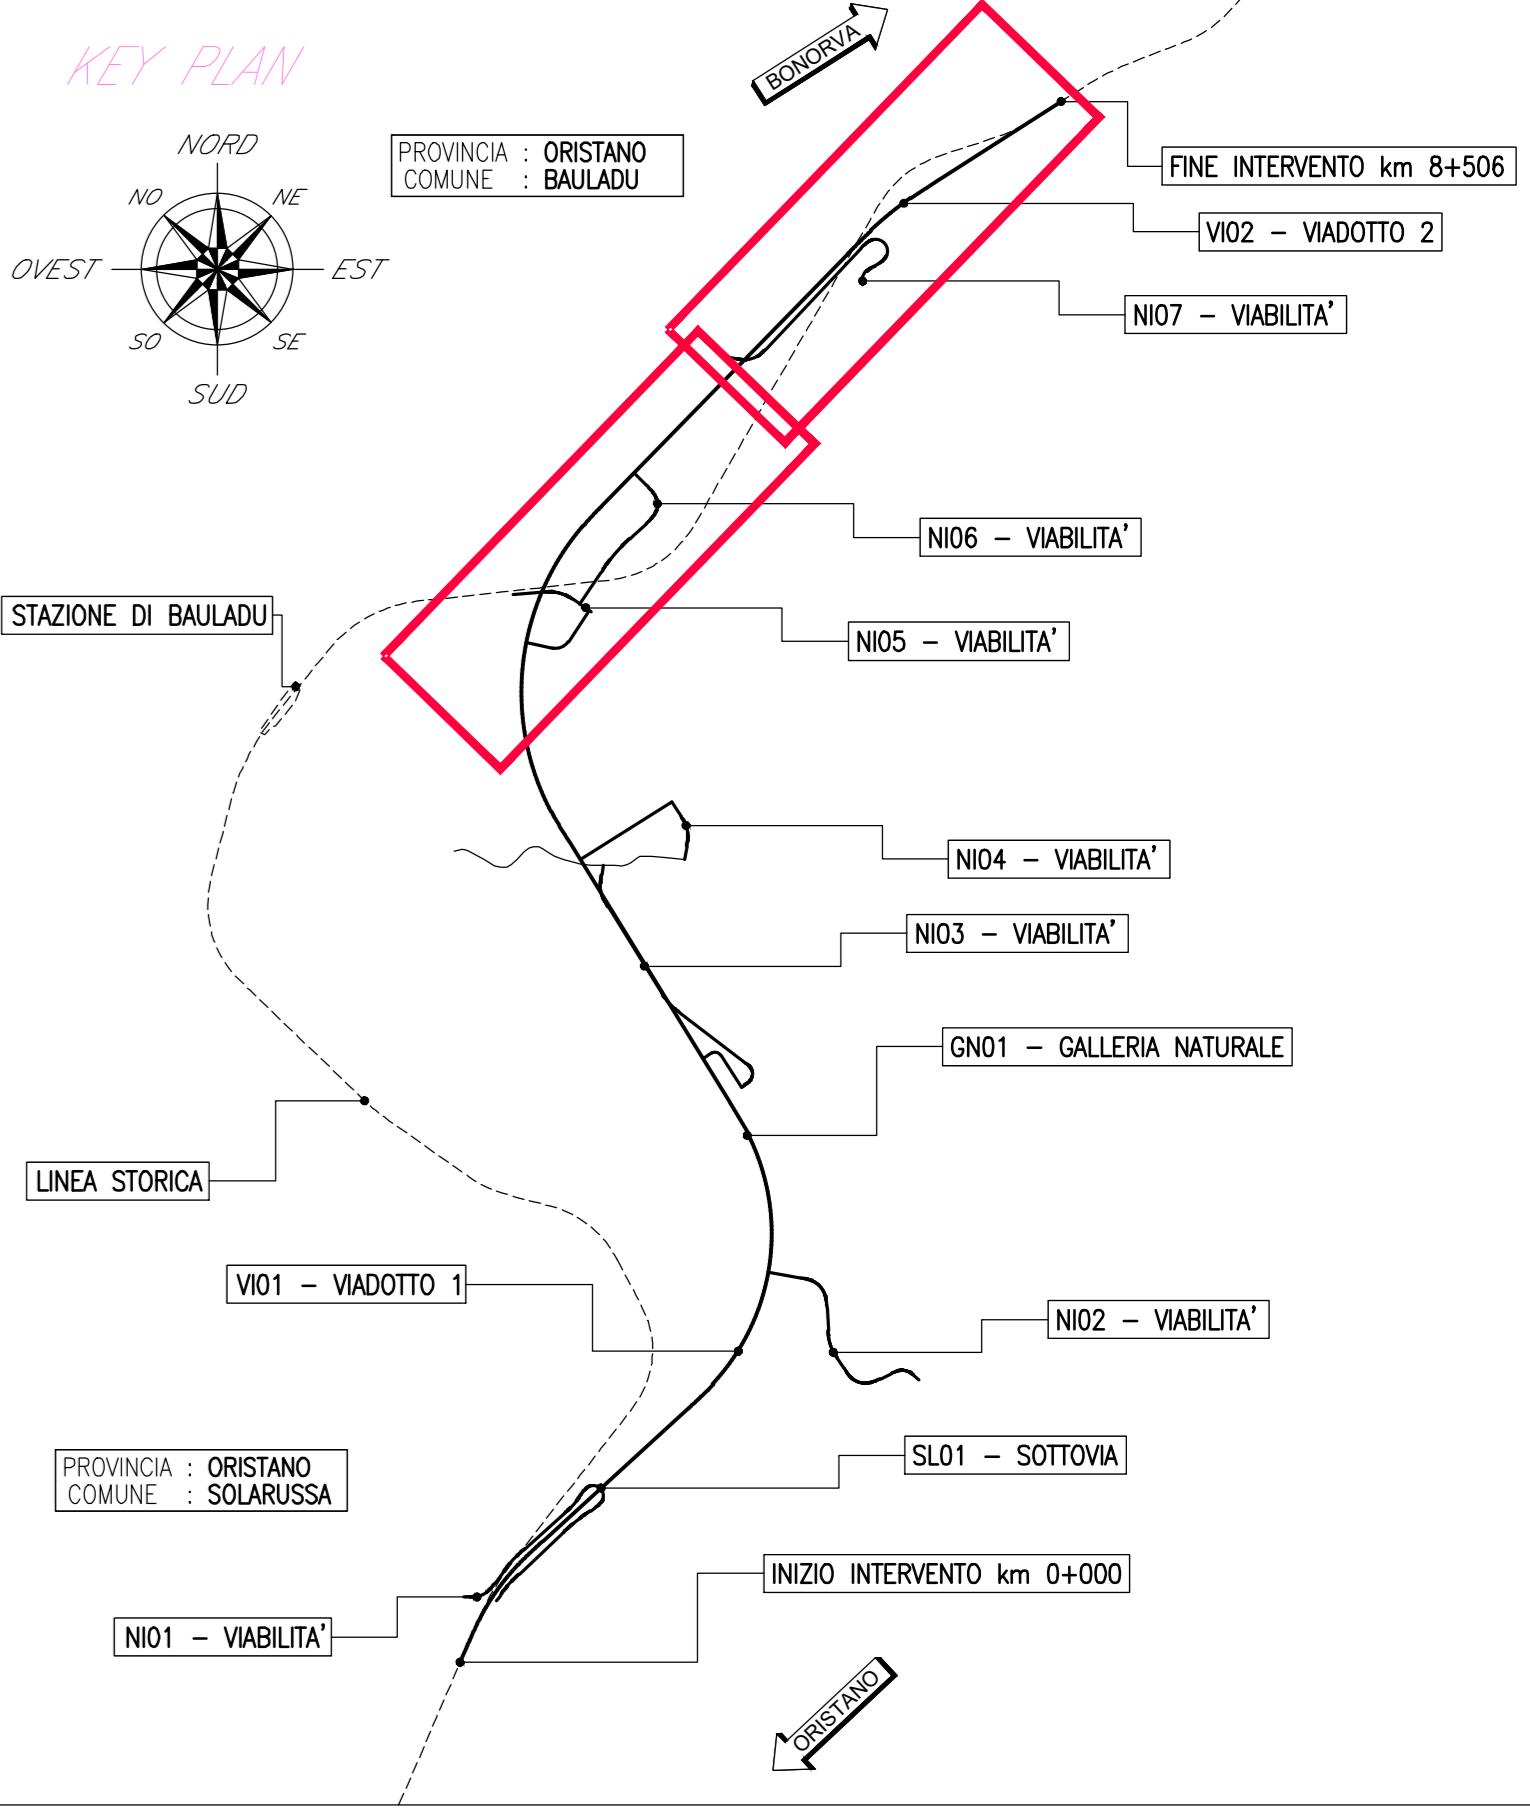 KEY PLAN
BONORVA
NORD
NO
NE
OVEST
EST
SO
SE
SUD
PROVINCIA : ORISTANO
COMUNE : BAULADU
FINE INTERVENTO km 8+506
VI02 - VIADOTTO 2
NI07 - VIABILITA'
NI06 - VIABILITA'
STAZIONE DI BAULADU
NI05 - VIABILITA'
NI04 - VIABILITA'
NI03 - VIABILITA'
GN01 - GALLERIA NATURALE
LINEA STORICA
VI01 - VIADOTTO 1
NI02 - VIABILITA'
SL01 - SOTTOVIA
PROVINCIA : ORISTANO
COMUNE : SOLARUSSA
INIZIO INTERVENTO km 0+000
NI01 - VIABILITA'
ORISTANO